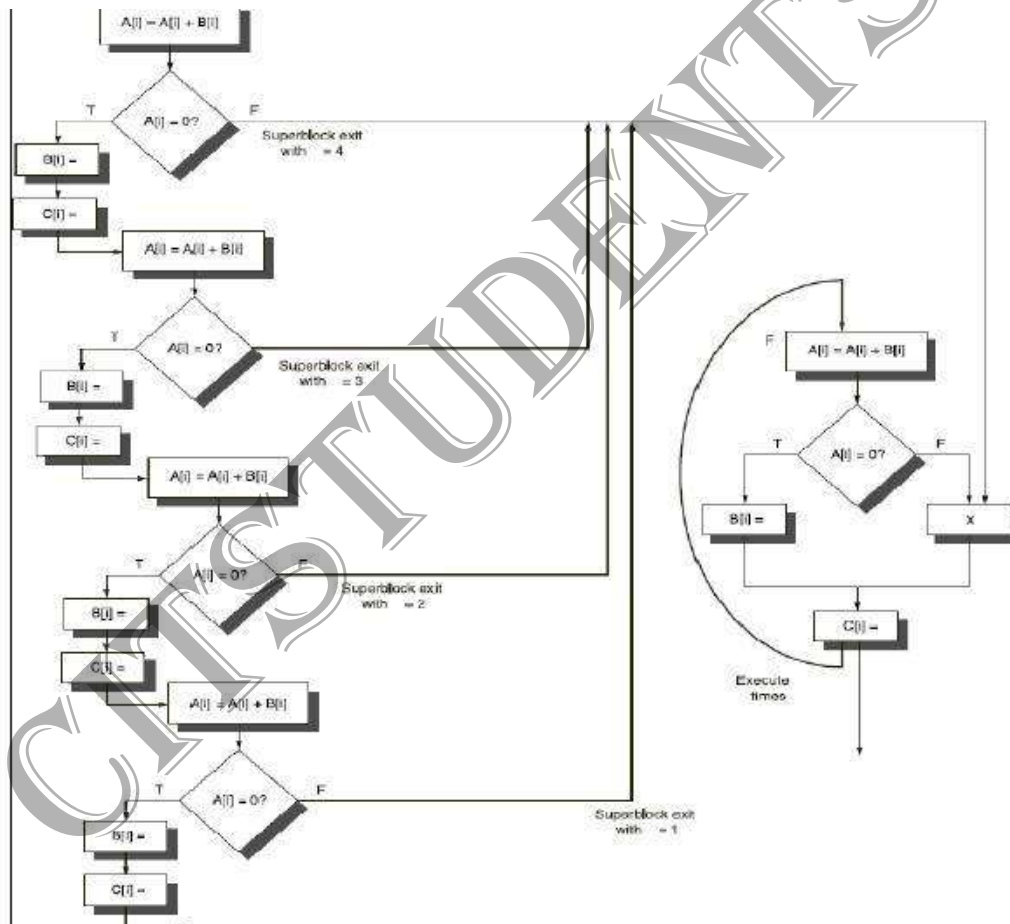 A[i] = A[i] + B[i]
T
A[i] = 0?
F
Superblock exit
with = 4
B[i] =
C[i] =
A[i] = A[i] + B[i]
T
A[i] = 0?
Superblock exit
with = 3
B[i] =
C[i] =
A[i] = A[i] + B[i]
T
A[i] = 0?
F
Superblock exit
with = 2
B[i] =
C[i] =
A[i] = A[i] + B[i]
T
A[i] = 0?
F
Superblock exit
with = 1
B[i] =
C[i] =
F
A[i] = A[i] + B[i]
T
A[i] = 0?
F
B[i] =
X
C[i] =
Execute
times
CITSTUDENTS